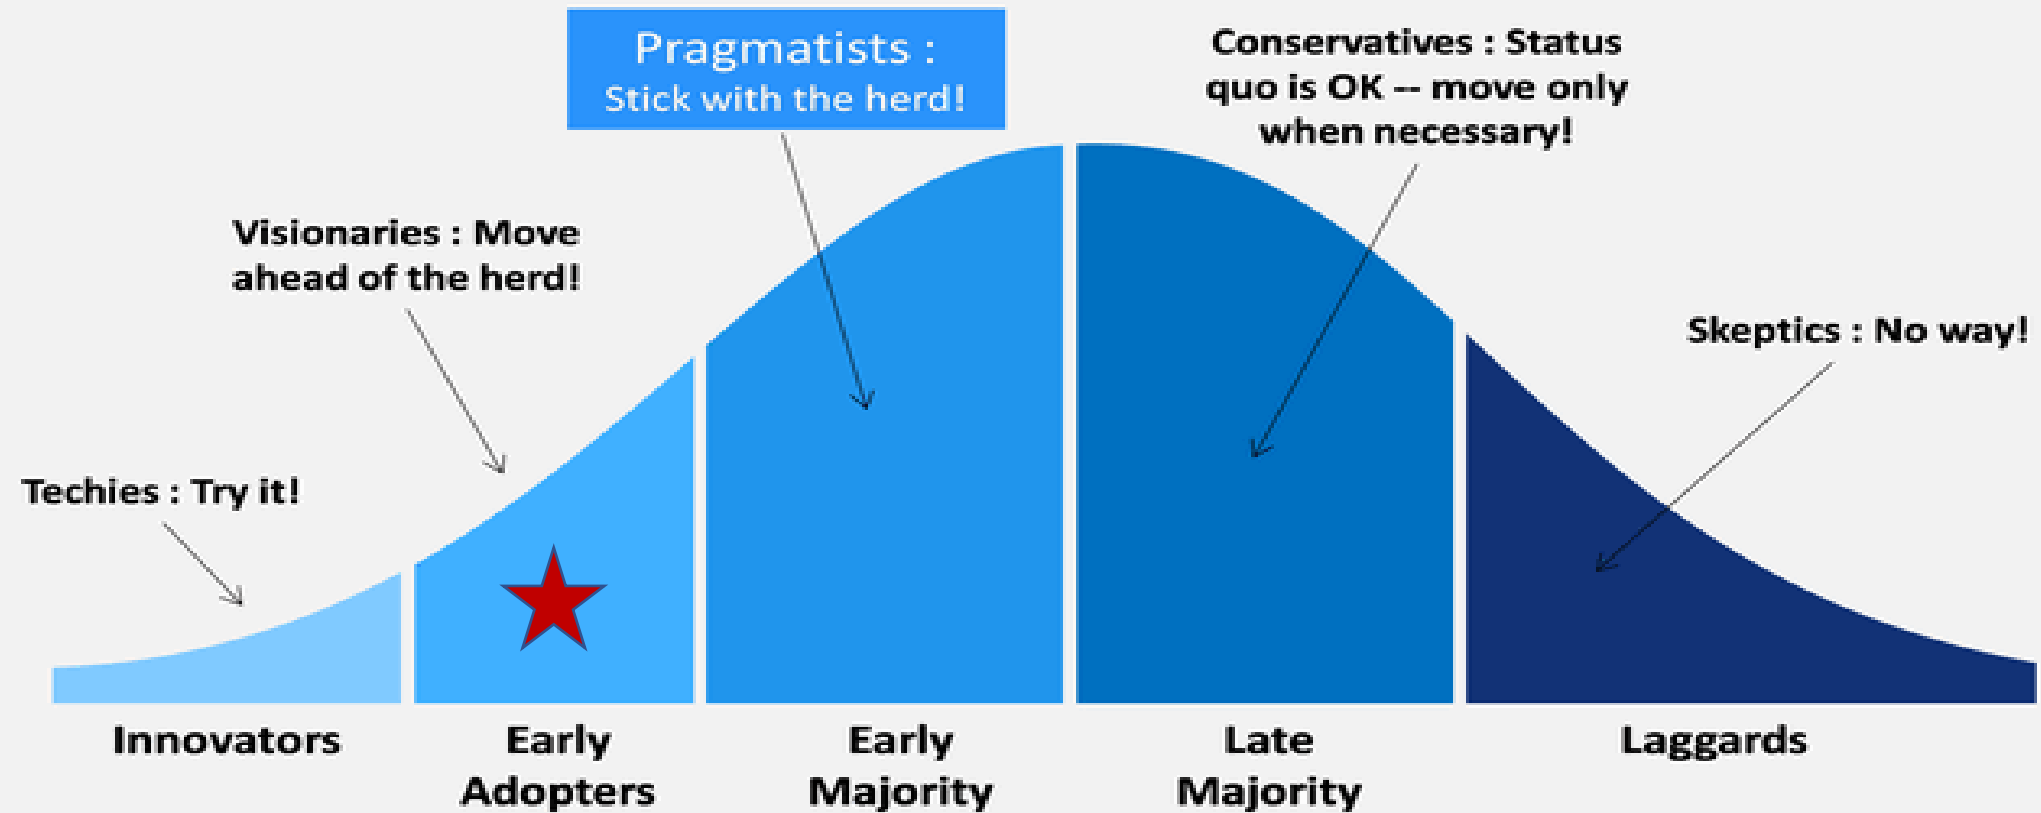 Pragmatists :
Stick with the herd!
Conservatives : Status
quo is OK -- move only
when necessary!
Visionaries : Move
ahead of the herd!
Skeptics : No way!
Techies : Try it!
Innovators
Early
Adopters
Early
Majority
Late
Majority
Laggards